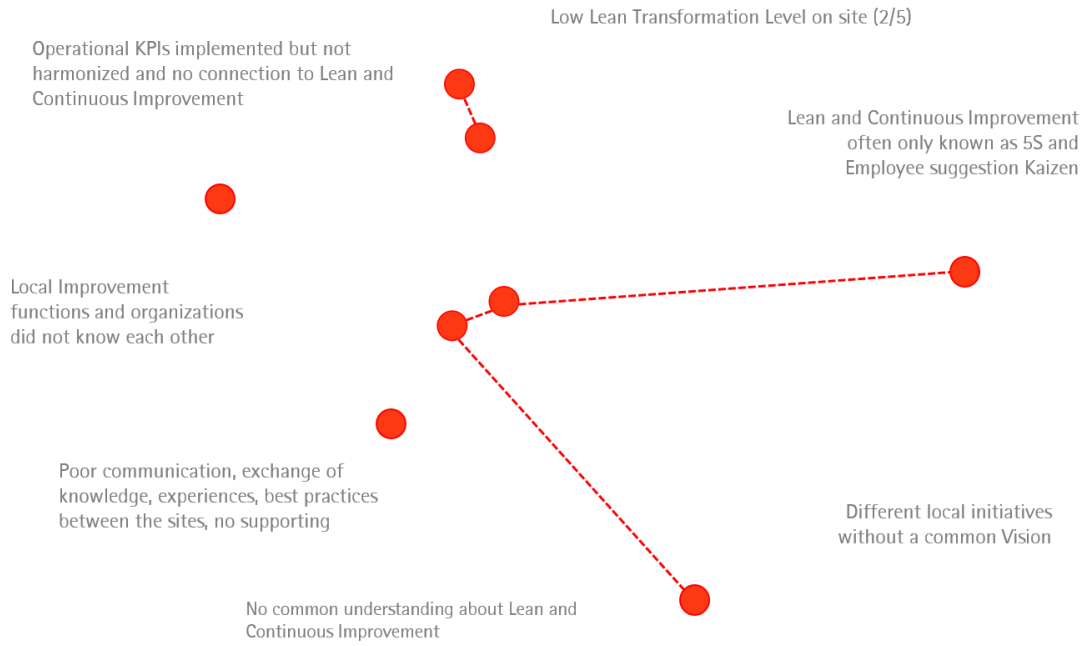 Low Lean Transformation Level on site (2/5)
Operational KPIs implemented but not
harmonized and no connection to Lean and
Continuous Improvement
Lean and Continuous Improvement
often only known as 5S and
Employee suggestion Kaizen
Local Improvement
functions and organizations
did not know each other
Poor communication, exchange of
knowledge, experiences, best practices
between the sites, no supporting
Different local initiatives
without a common Vision
No common understanding about Lean and
Continuous Improvement